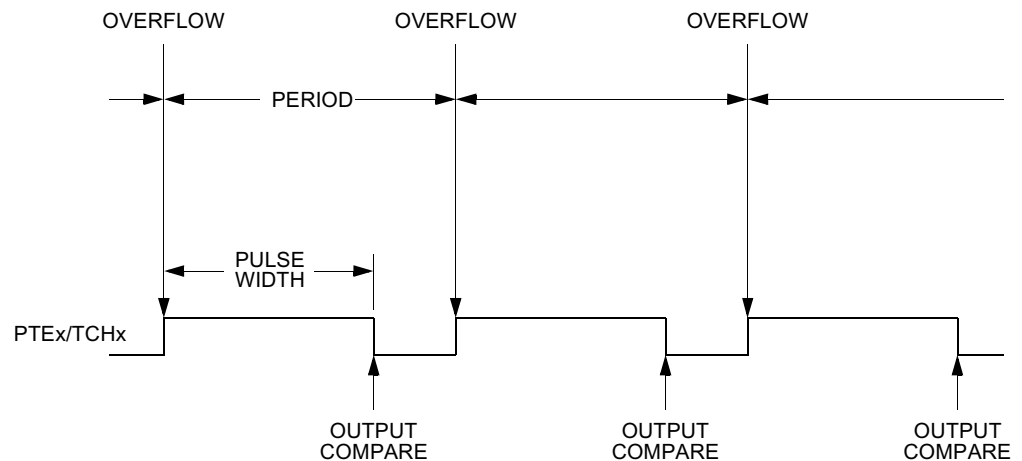 OVERFLOW
OVERFLOW
OVERFLOW
PERIOD
PULSE
WIDTH
PTEx/TCHx
OUTPUT
COMPARE
OUTPUT
COMPARE
OUTPUT
COMPARE